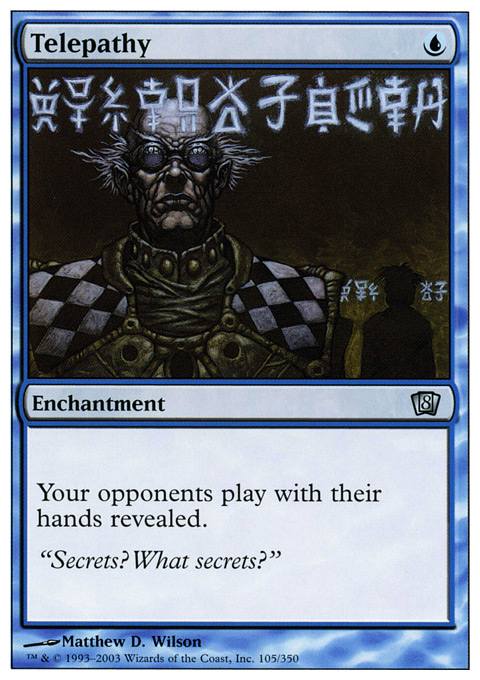 Telepathy
Enchantment
8
Your opponents play with their
hands revealed.
“Secrets? What secrets?”
Matthew D. Wilson
™ & © 1993–2003 Wizards of the Coast, Inc. 105/350